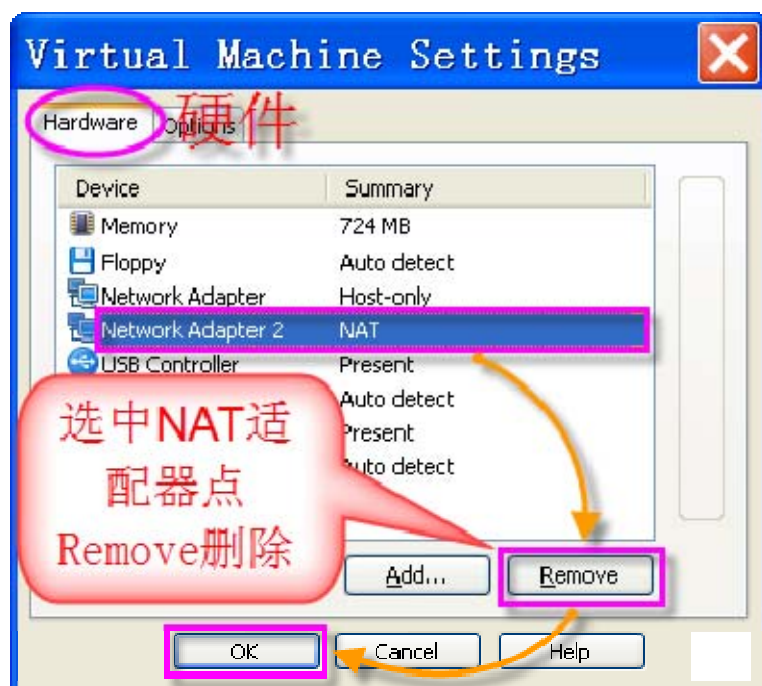 Virtual Machine Settings
Hardware Options 硬件
Device Summary
Memory 724 MB
Floppy Auto detect
Network Adapter Host-only
Network Adapter 2 NAT
USB Controller Present
Auto detect
Present
Auto detect
选中NAT适
配器点
Remove删除
Add... Remove
OK Cancel Help